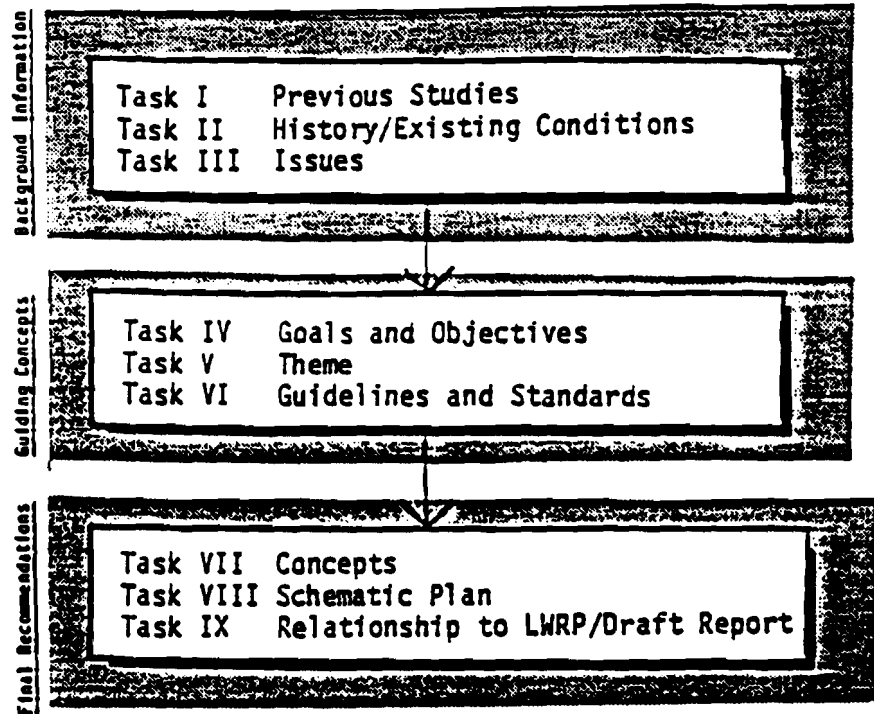 Background Information
Task I Previous Studies
Task II History/Existing Conditions
Task III Issues
Guiding Concepts
Task IV Goals and Objectives
Task V Theme
Task VI Guidelines and Standards
Final Recommendations
Task VII Concepts
Task VIII Schematic Plan
Task IX Relationship to LWRP/Draft Report